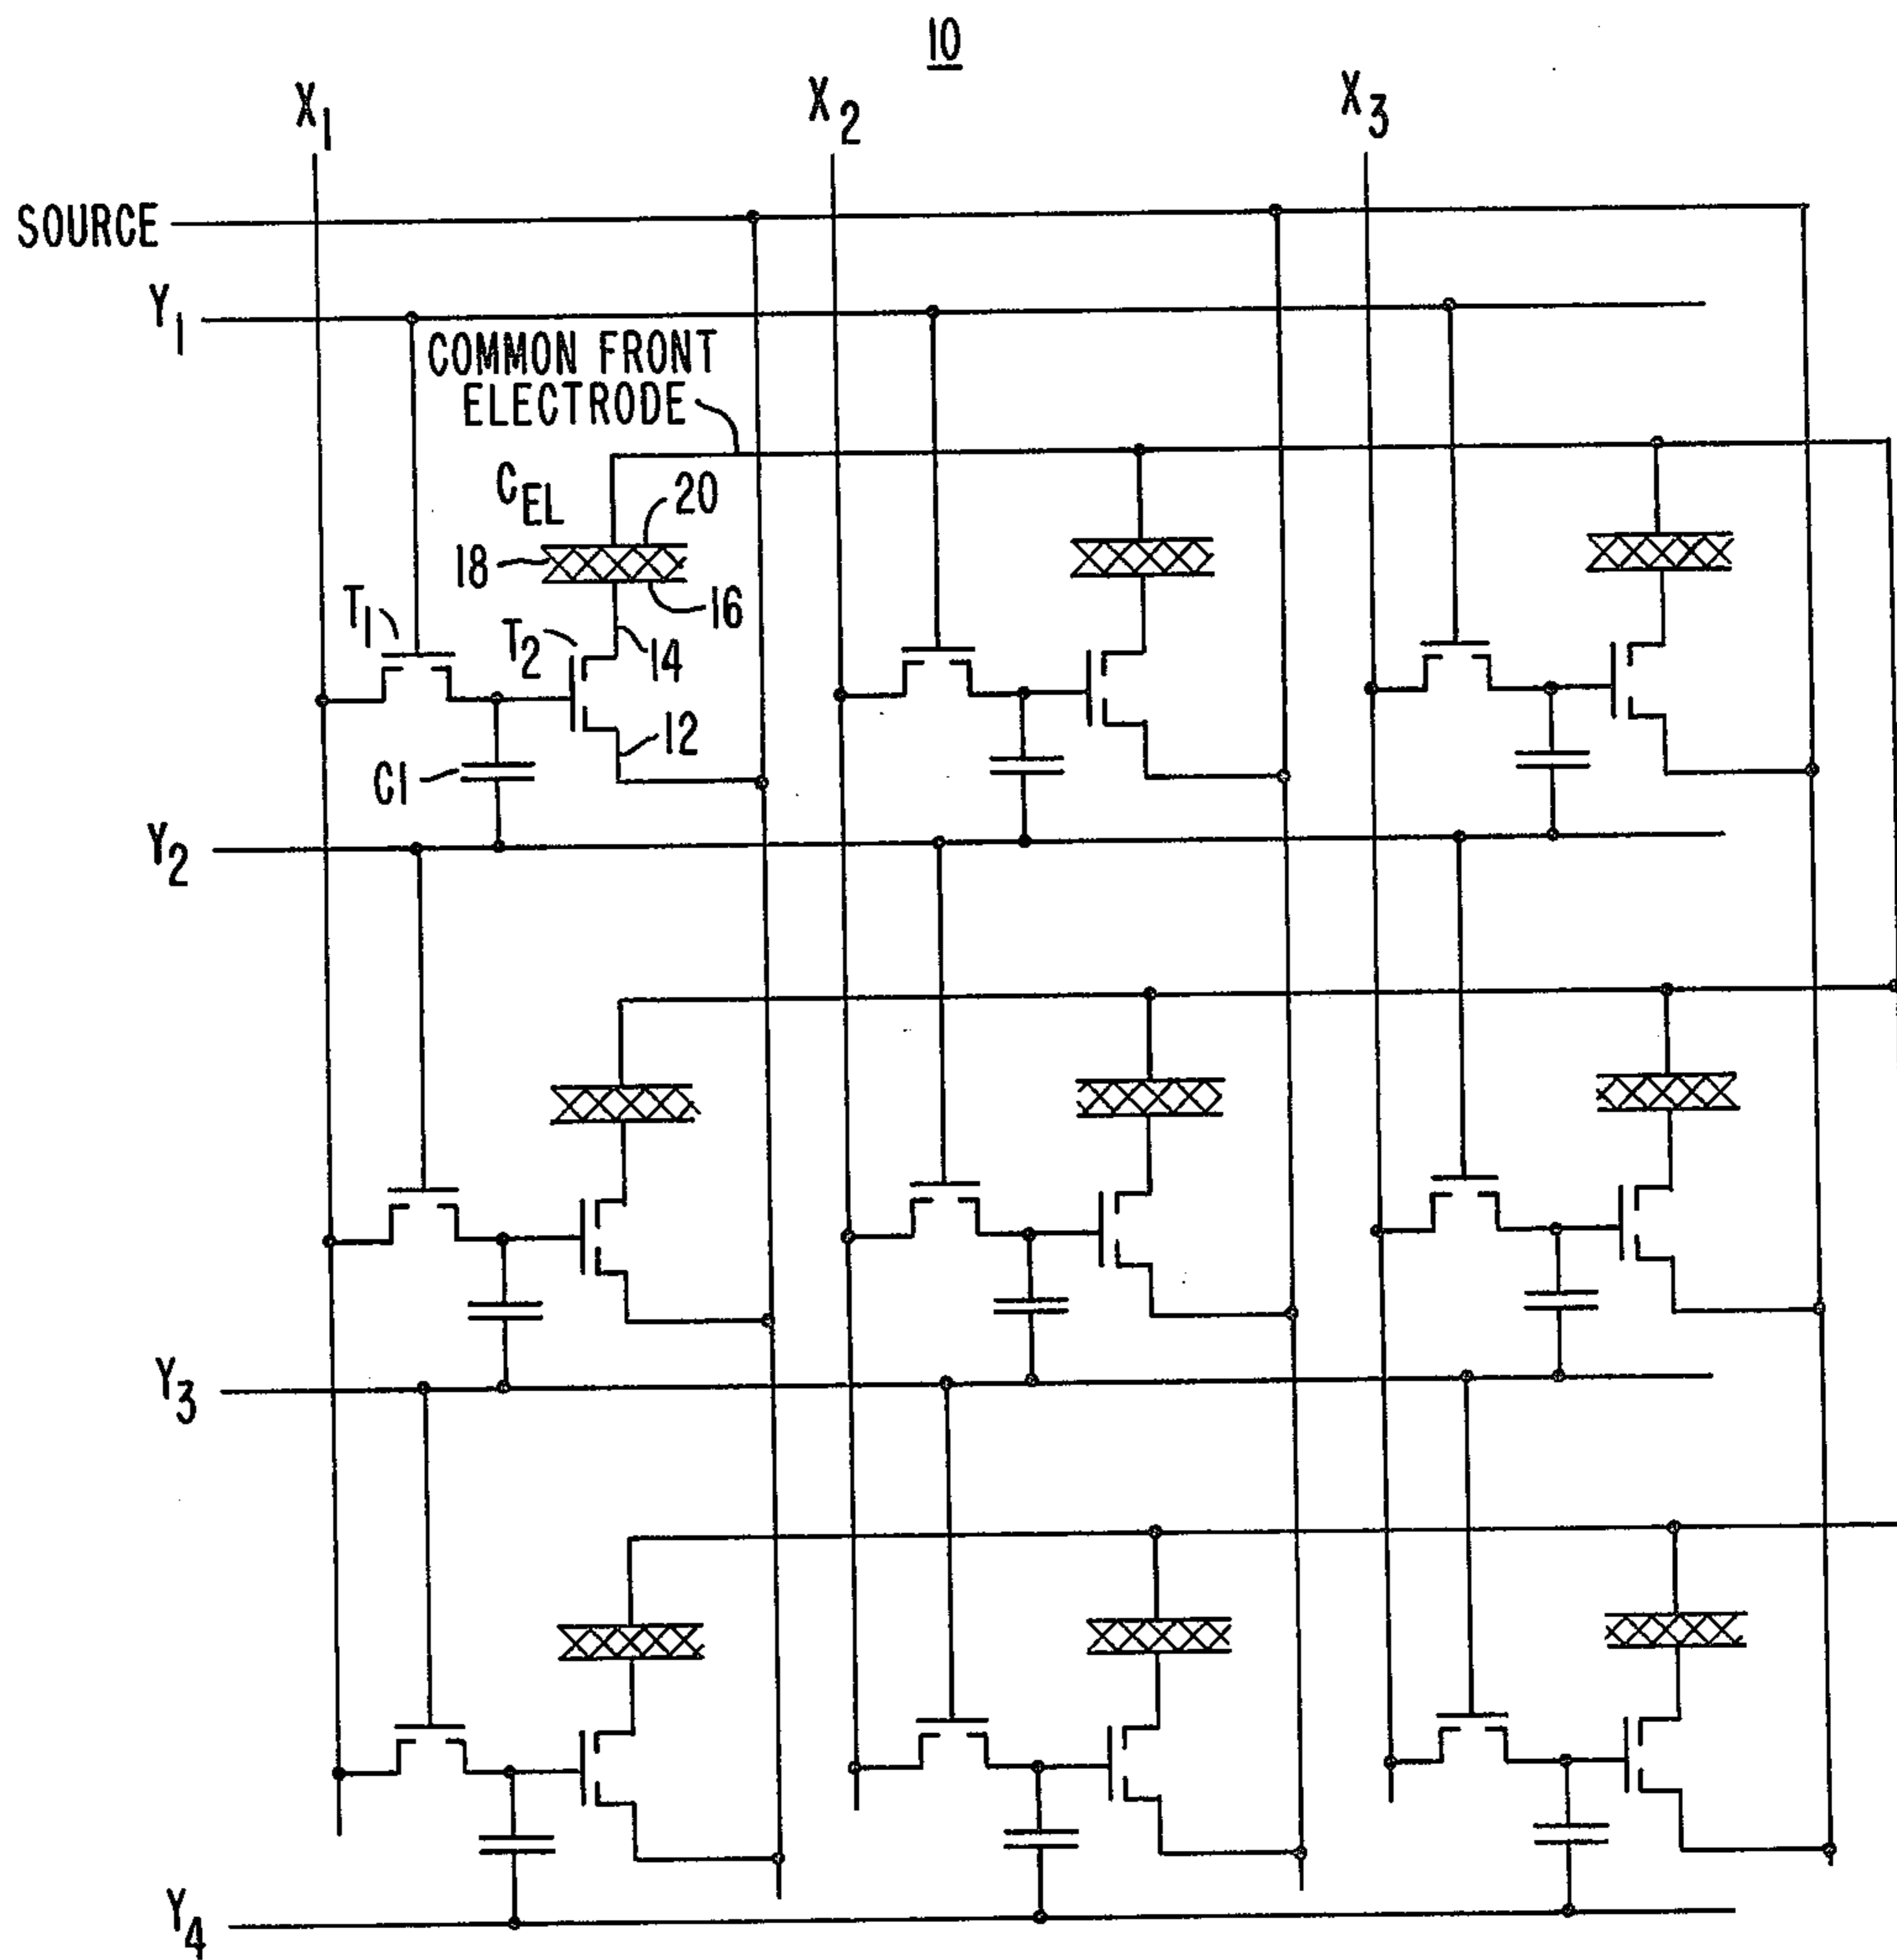 10
X1
X2
X3
SOURCE
Y1
COMMON FRONT
ELECTRODE
CEL
20
18
16
T1
T2
14
12
C1
Y2
Y3
Y4